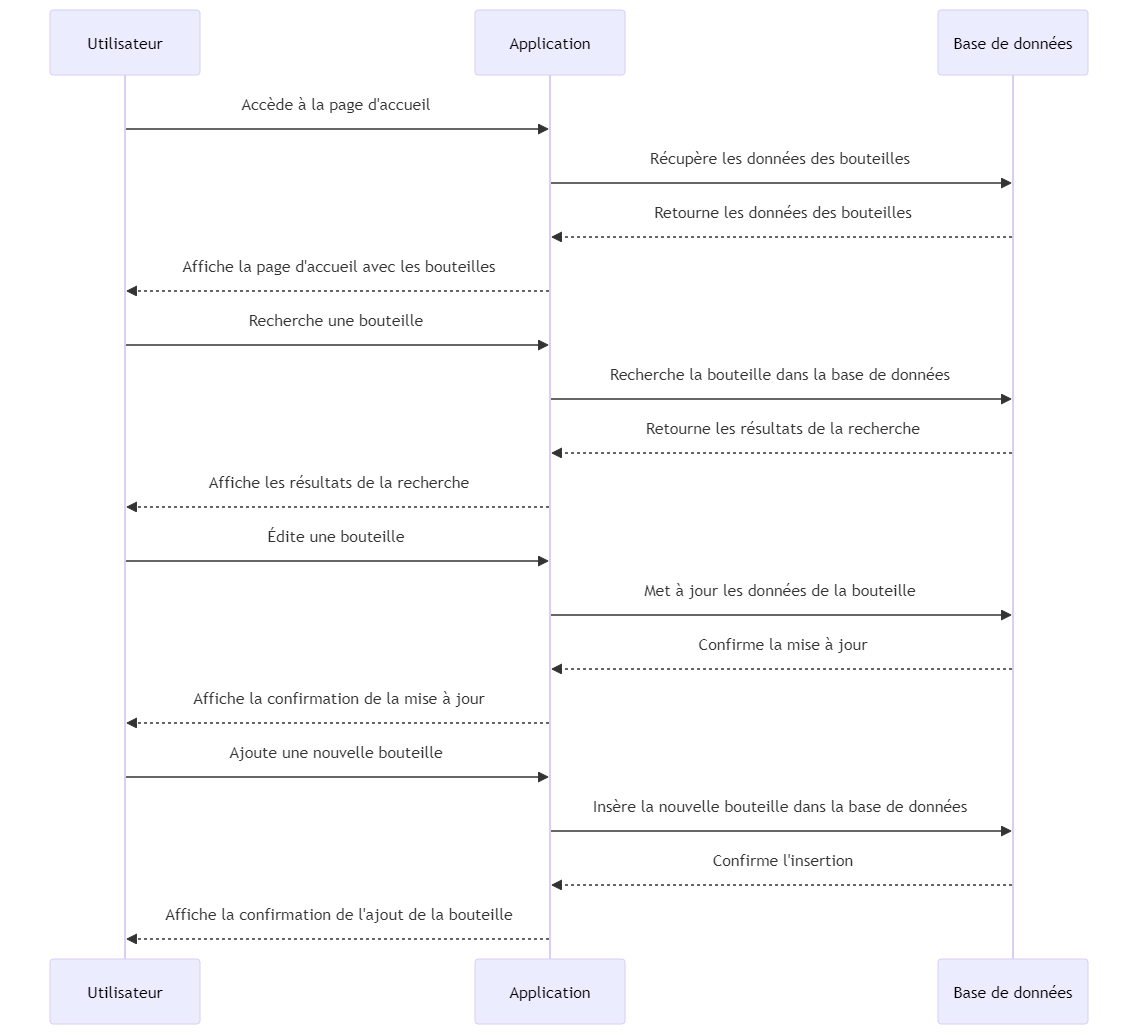 Utilisateur
Application
Base de données
Accède à la page d'accueil
Récupère les données des bouteilles
Retourne les données des bouteilles
Affiche la page d'accueil avec les bouteilles
Recherche une bouteille
Recherche la bouteille dans la base de données
Retourne les résultats de la recherche
Affiche les résultats de la recherche
Édite une bouteille
Met à jour les données de la bouteille
Confirme la mise à jour
Affiche la confirmation de la mise à jour
Ajoute une nouvelle bouteille
Insère la nouvelle bouteille dans la base de données
Confirme l'insertion
Affiche la confirmation de l'ajout de la bouteille
Utilisateur
Application
Base de données